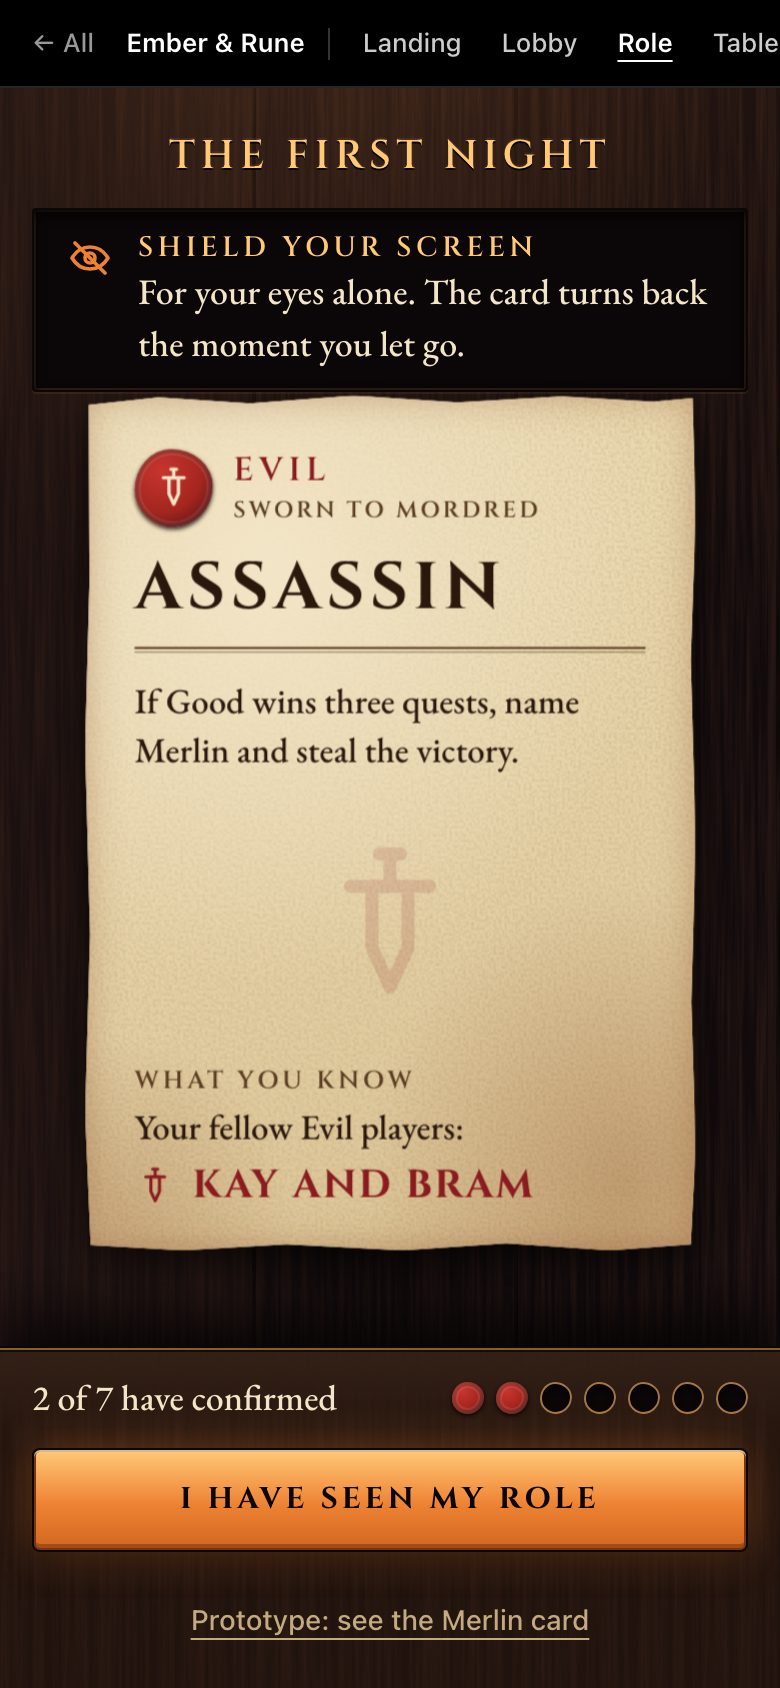 ← All Ember & Rune Landing Lobby Role Table
THE FIRST NIGHT
SHIELD YOUR SCREEN
For your eyes alone. The card turns back
the moment you let go.
EVIL
SWORN TO MORDRED
ASSASSIN
If Good wins three quests, name
Merlin and steal the victory.
WHAT YOU KNOW
Your fellow Evil players:
KAY AND BRAM
2 of 7 have confirmed
I HAVE SEEN MY ROLE
Prototype: see the Merlin card